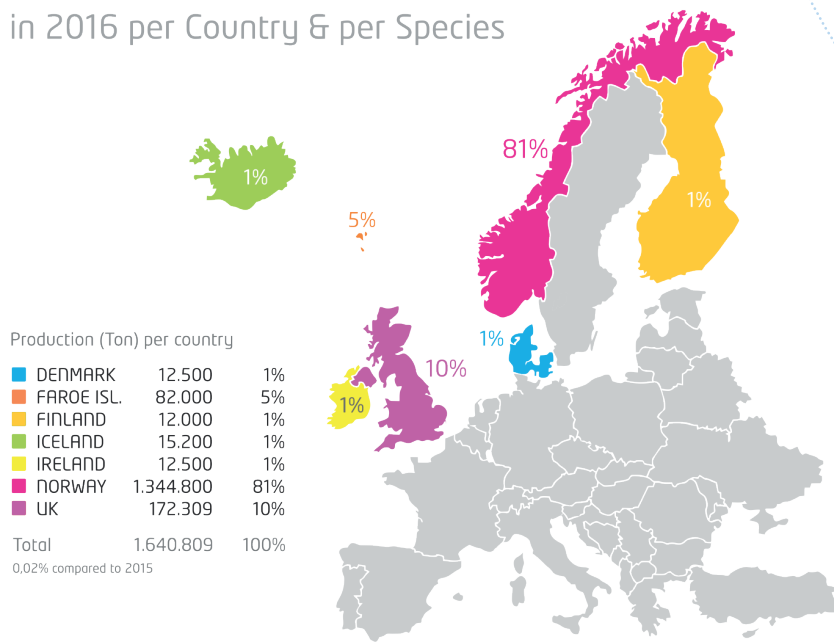 in 2016 per Country & per Species
81%
1%
1%
5%
1%
10%
1%
Production (Ton) per country
DENMARK 12.500 1%
FAROE ISL. 82.000 5%
FINLAND 12.000 1%
ICELAND 15.200 1%
IRELAND 12.500 1%
NORWAY 1.344.800 81%
UK 172.309 10%
Total 1.640.809 100%
0,02% compared to 2015